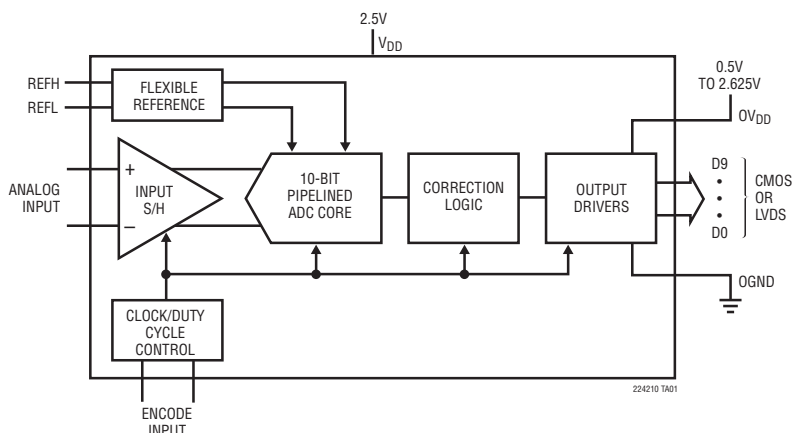 2.5V
VDD
REFH
REFL
FLEXIBLE
REFERENCE
0.5V
TO 2.625V
OVDD
ANALOG
INPUT
+
−
INPUT
S/H
10-BIT
PIPELINED
ADC CORE
CORRECTION
LOGIC
OUTPUT
DRIVERS
D9
•
•
•
D0
CMOS
OR
LVDS
OGND
CLOCK/DUTY
CYCLE
CONTROL
224210 TA01
ENCODE
INPUT